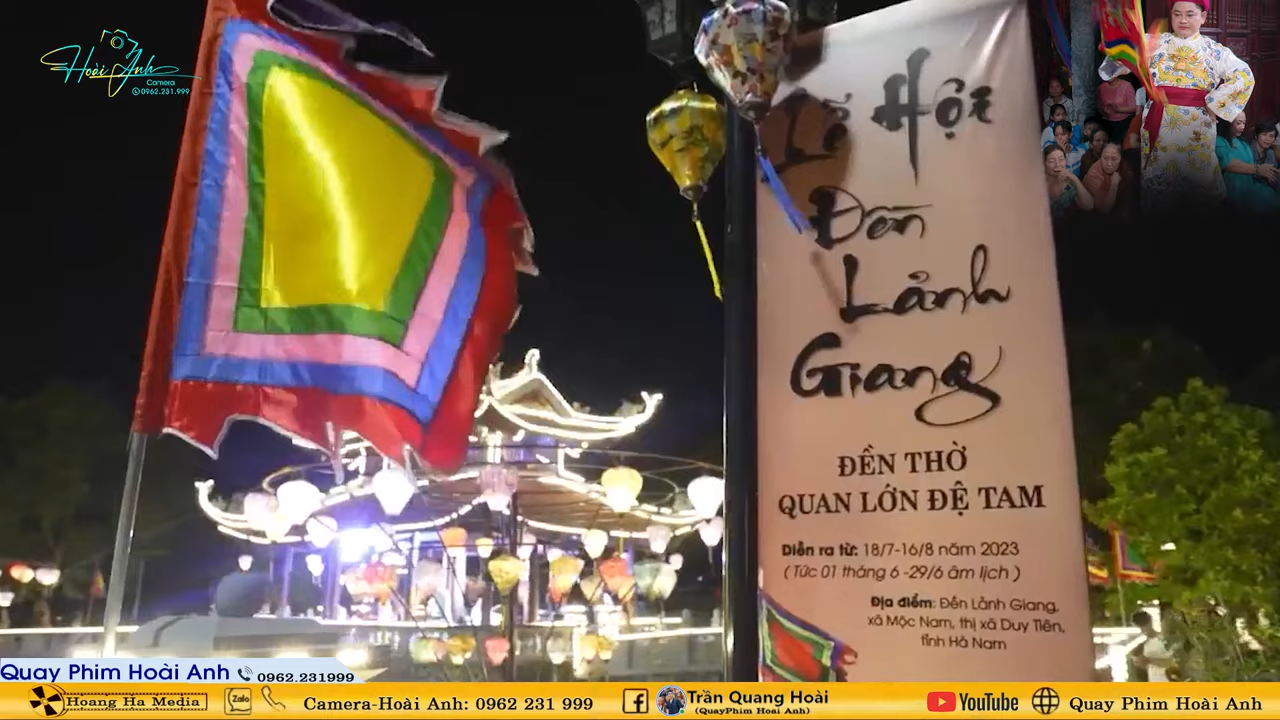 Hoài Anh
Camera
0962.231.999
Lễ Hội
Đền
Lảnh
Giang
ĐỀN THỜ
QUAN LỚN ĐỆ TAM
Diễn ra từ: 18/7-16/8 năm 2023
( Tức 01 tháng 6 -29/6 âm lịch )
Địa điểm: Đền Lảnh Giang,
xã Mộc Nam, thị xã Duy Tiên,
tỉnh Hà Nam
Quay Phim Hoài Anh 0962.231999
Hoang Ha Media
Zalo
Camera-Hoài Anh: 0962 231 999
Trần Quang Hoài
(QuayPhim Hoai Anh)
YouTube
Quay Phim Hoài Anh